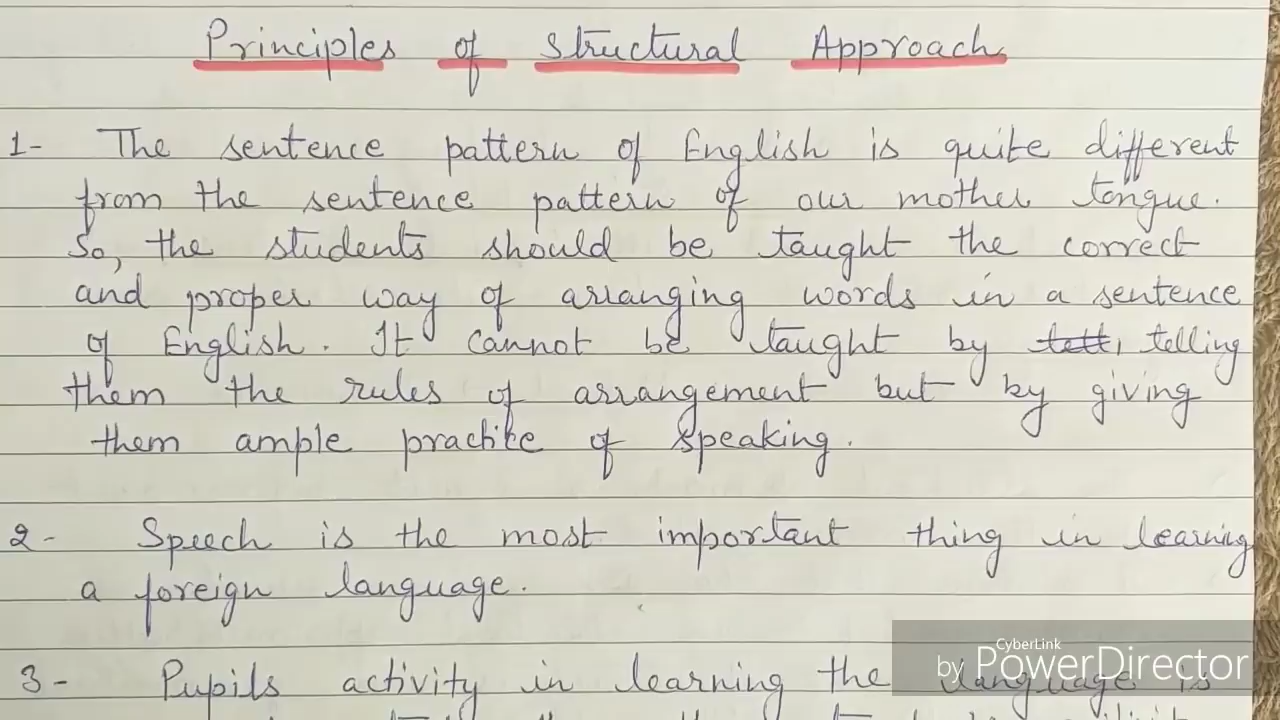 Principles of Structural Approach
1- The sentence pattern of English is quite different
from the sentence pattern of our mother tongue.
So, the students should be taught the correct
and proper way of arranging words in a sentence
of English. It cannot be taught by telling
them the rules of arrangement but by giving
them ample practice of speaking.
2- Speech is the most important thing in learning
a foreign language.
3- Pupils activity in learning the language is
CyberLink
by PowerDirector